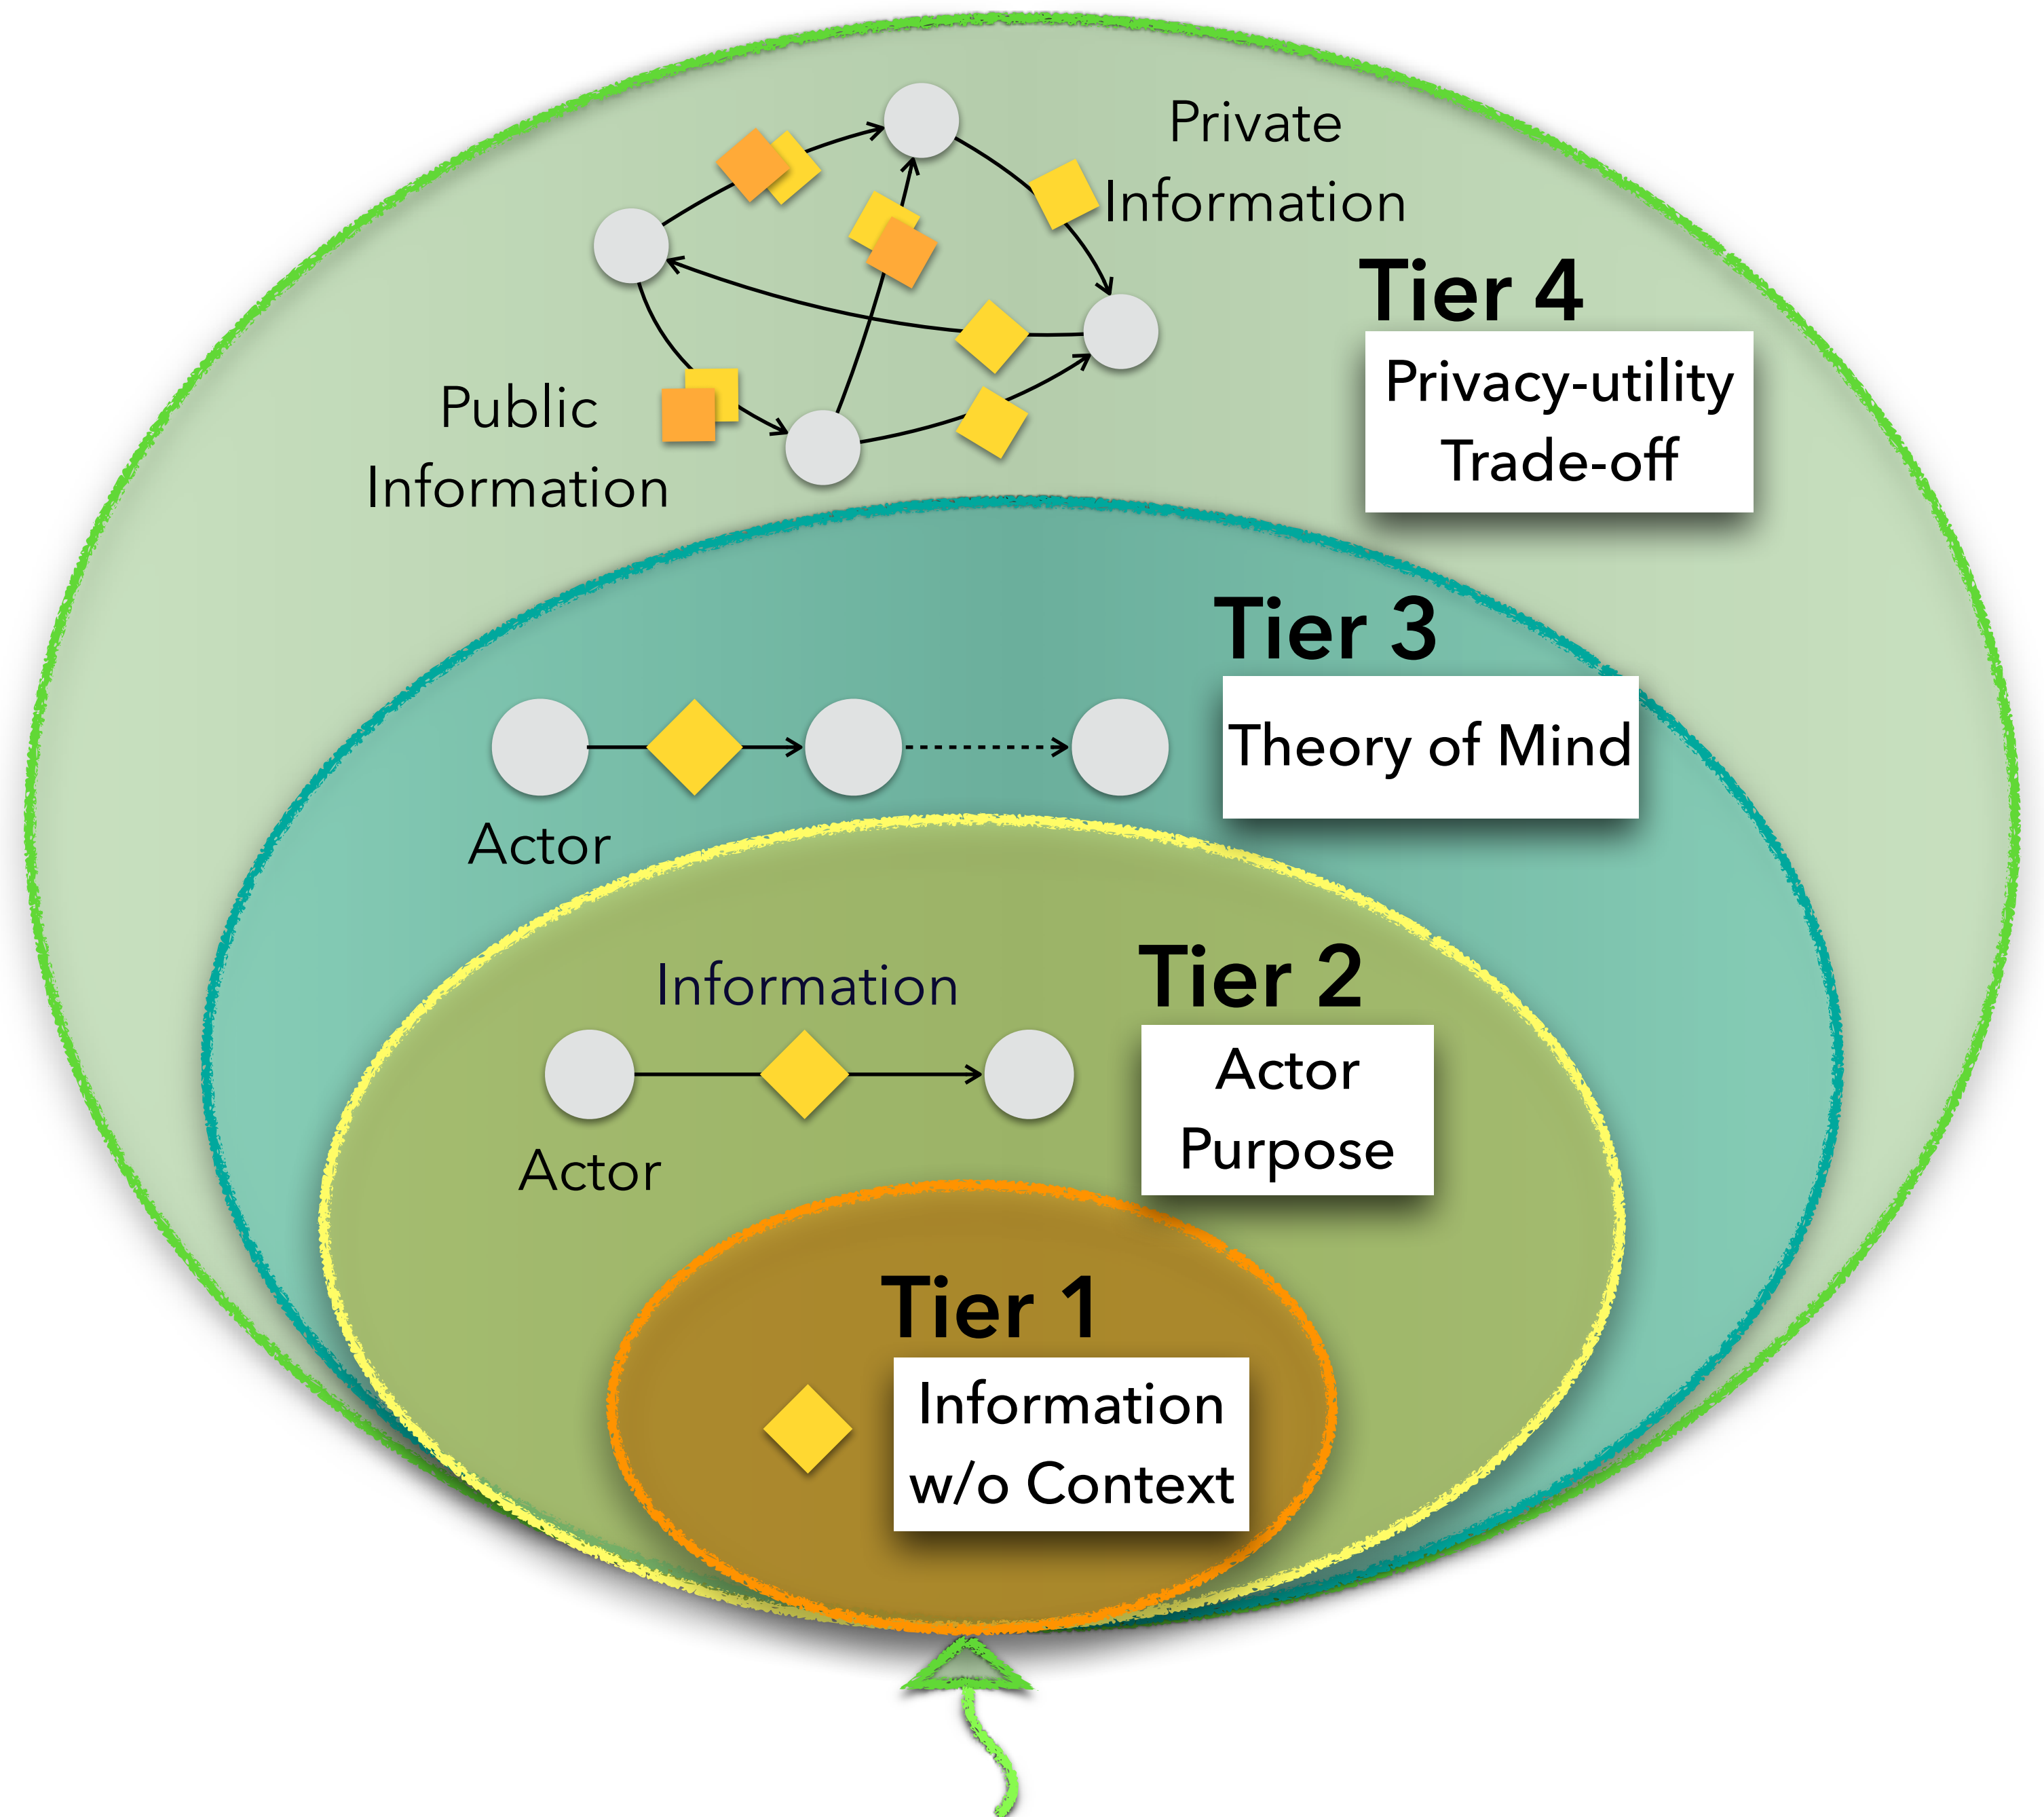 Private
Information
Tier 4
Privacy-utility
Trade-off
Public
Information
Tier 3
Theory of Mind
Actor
Information
Tier 2
Actor
Purpose
Actor
Tier 1
Information
w/o Context